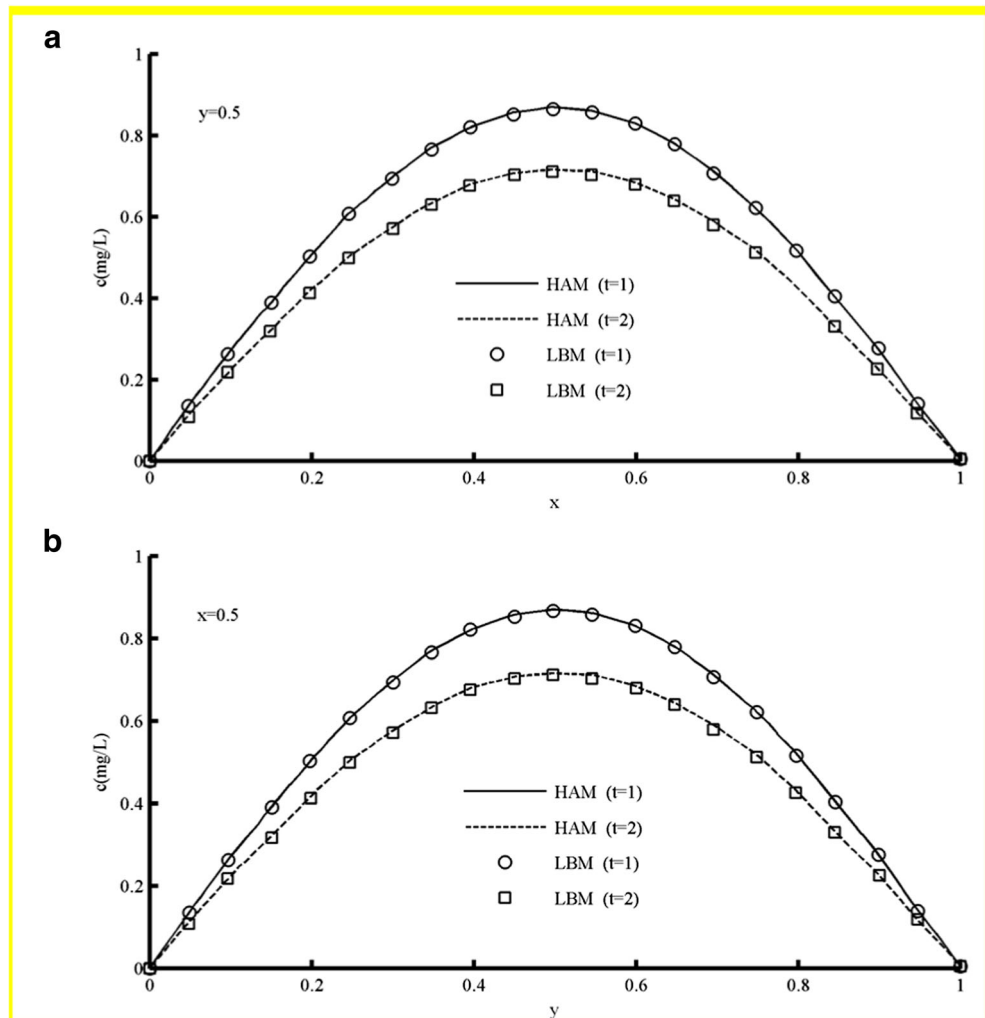 a
1
y=0.5
0.8
0.6
c(mg/L)
HAM (t=1)
0.4
HAM (t=2)
LBM (t=1)
0.2
LBM (t=2)
0
0 0.2 0.4 0.6 0.8 1
x
b
1
x=0.5
0.8
0.6
c(mg/L)
HAM (t=1)
0.4
HAM (t=2)
LBM (t=1)
0.2
LBM (t=2)
0
0 0.2 0.4 0.6 0.8 1
y